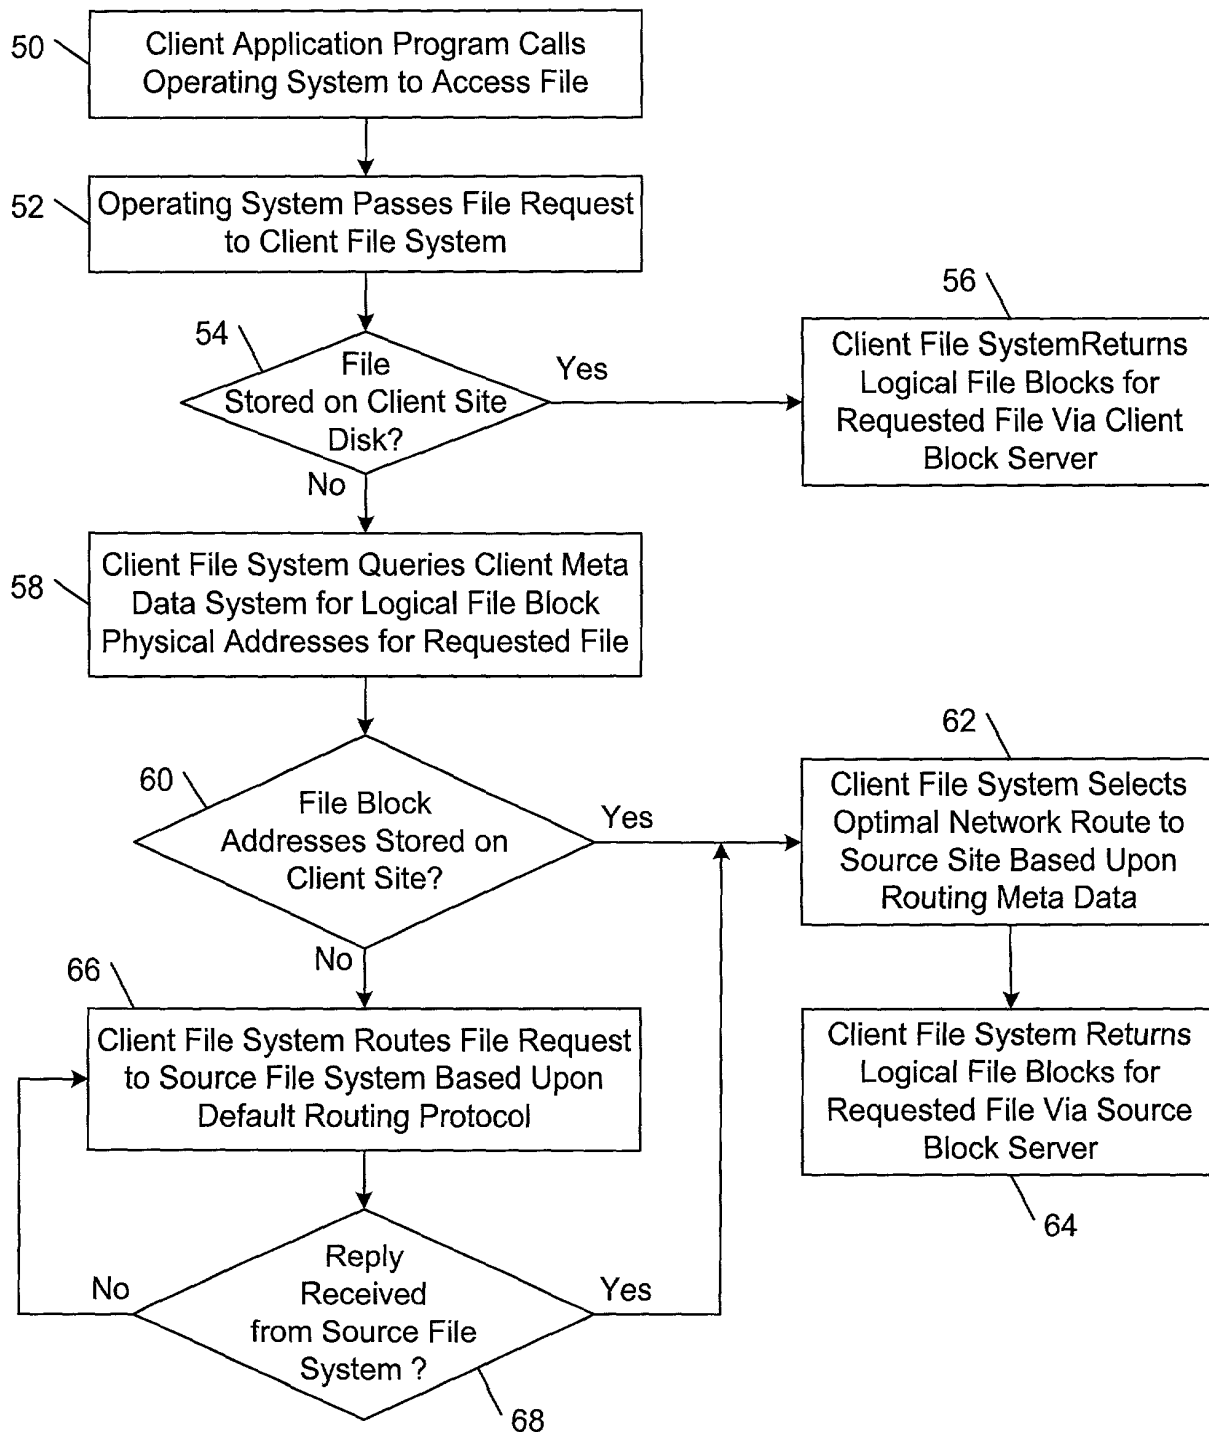 50
Client Application Program Calls
Operating System to Access File
52
Operating System Passes File Request
to Client File System
54
File
Stored on Client Site
Disk?
Yes
No
56
Client File SystemReturns
Logical File Blocks for
Requested File Via Client
Block Server
58
Client File System Queries Client Meta
Data System for Logical File Block
Physical Addresses for Requested File
60
File Block
Addresses Stored on
Client Site?
Yes
No
62
Client File System Selects
Optimal Network Route to
Source Site Based Upon
Routing Meta Data
Client File System Returns
Logical File Blocks for
Requested File Via Source
Block Server
64
66
Client File System Routes File Request
to Source File System Based Upon
Default Routing Protocol
Reply
Received
from Source File
System ?
No
Yes
68